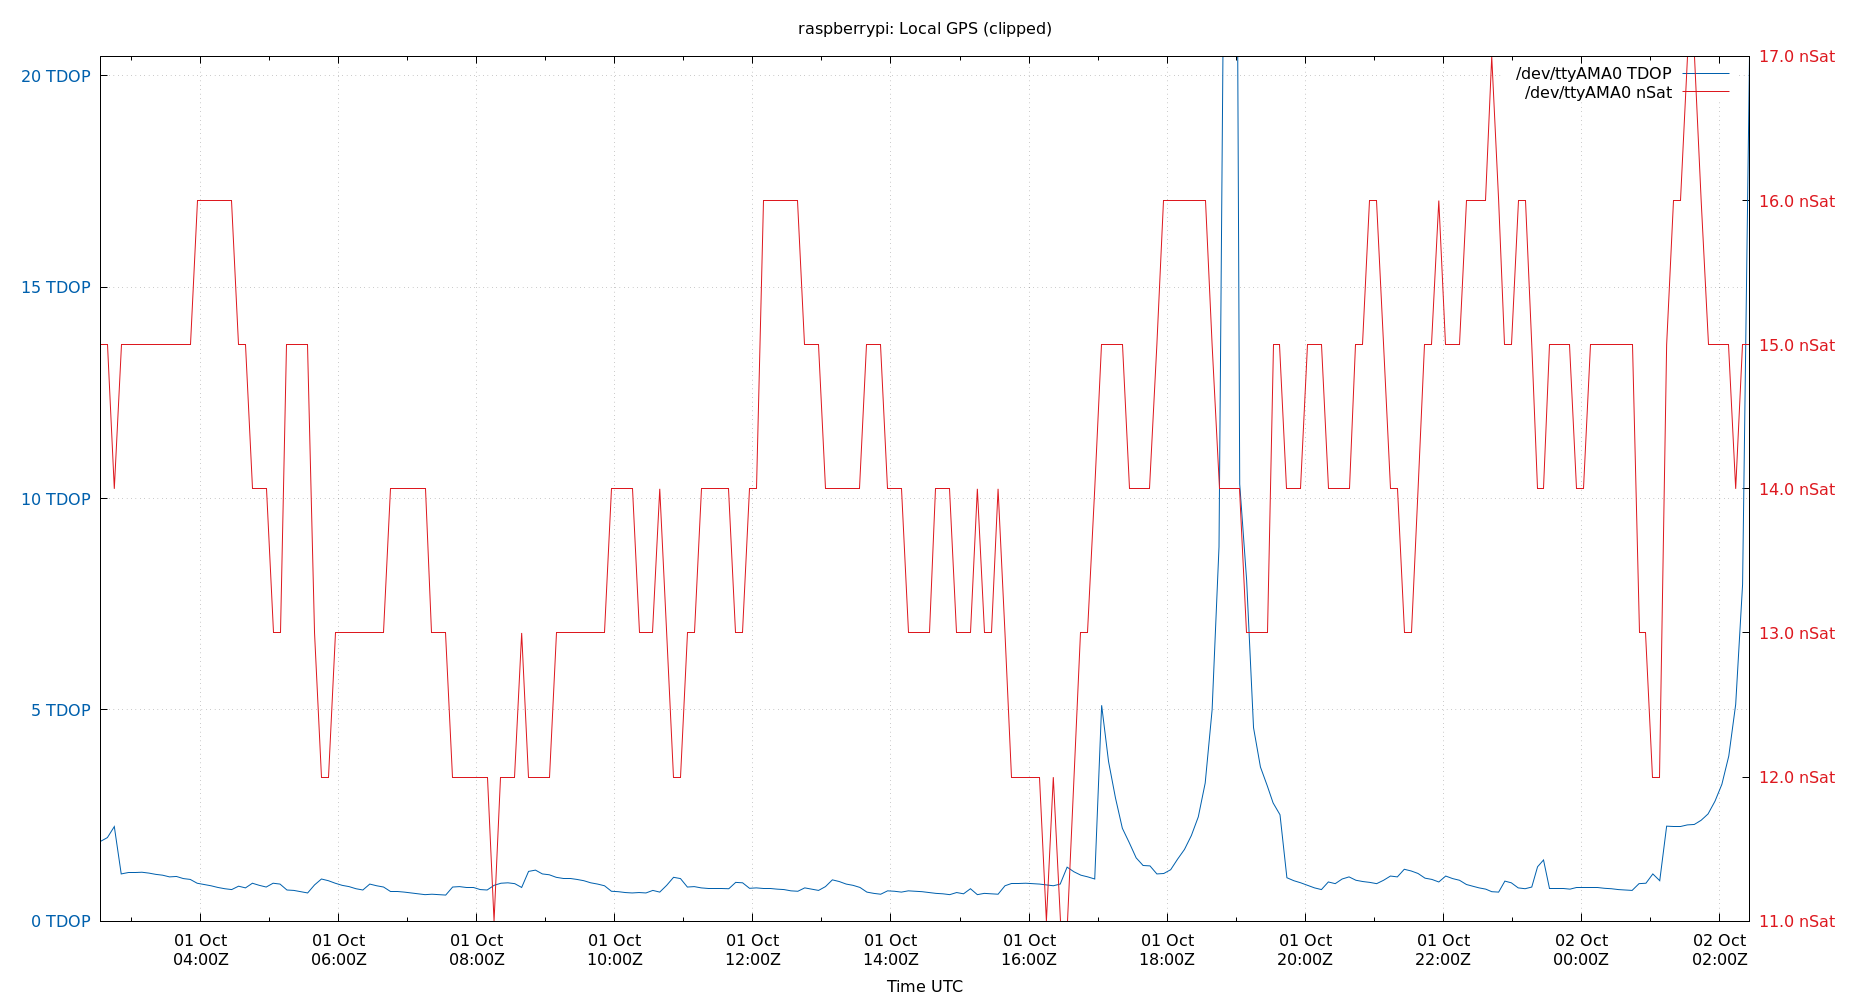 raspberrypi: Local GPS (clipped)
20 TDOP
15 TDOP
10 TDOP
5 TDOP
0 TDOP
17.0 nSat
16.0 nSat
15.0 nSat
14.0 nSat
13.0 nSat
12.0 nSat
11.0 nSat
/dev/ttyAMA0 TDOP
/dev/ttyAMA0 nSat
01 Oct 01 Oct 01 Oct 01 Oct 01 Oct 01 Oct 01 Oct 01 Oct 01 Oct 01 Oct 02 Oct 02 Oct
04:00Z 06:00Z 08:00Z 10:00Z 12:00Z 14:00Z 16:00Z 18:00Z 20:00Z 22:00Z 00:00Z 02:00Z
Time UTC